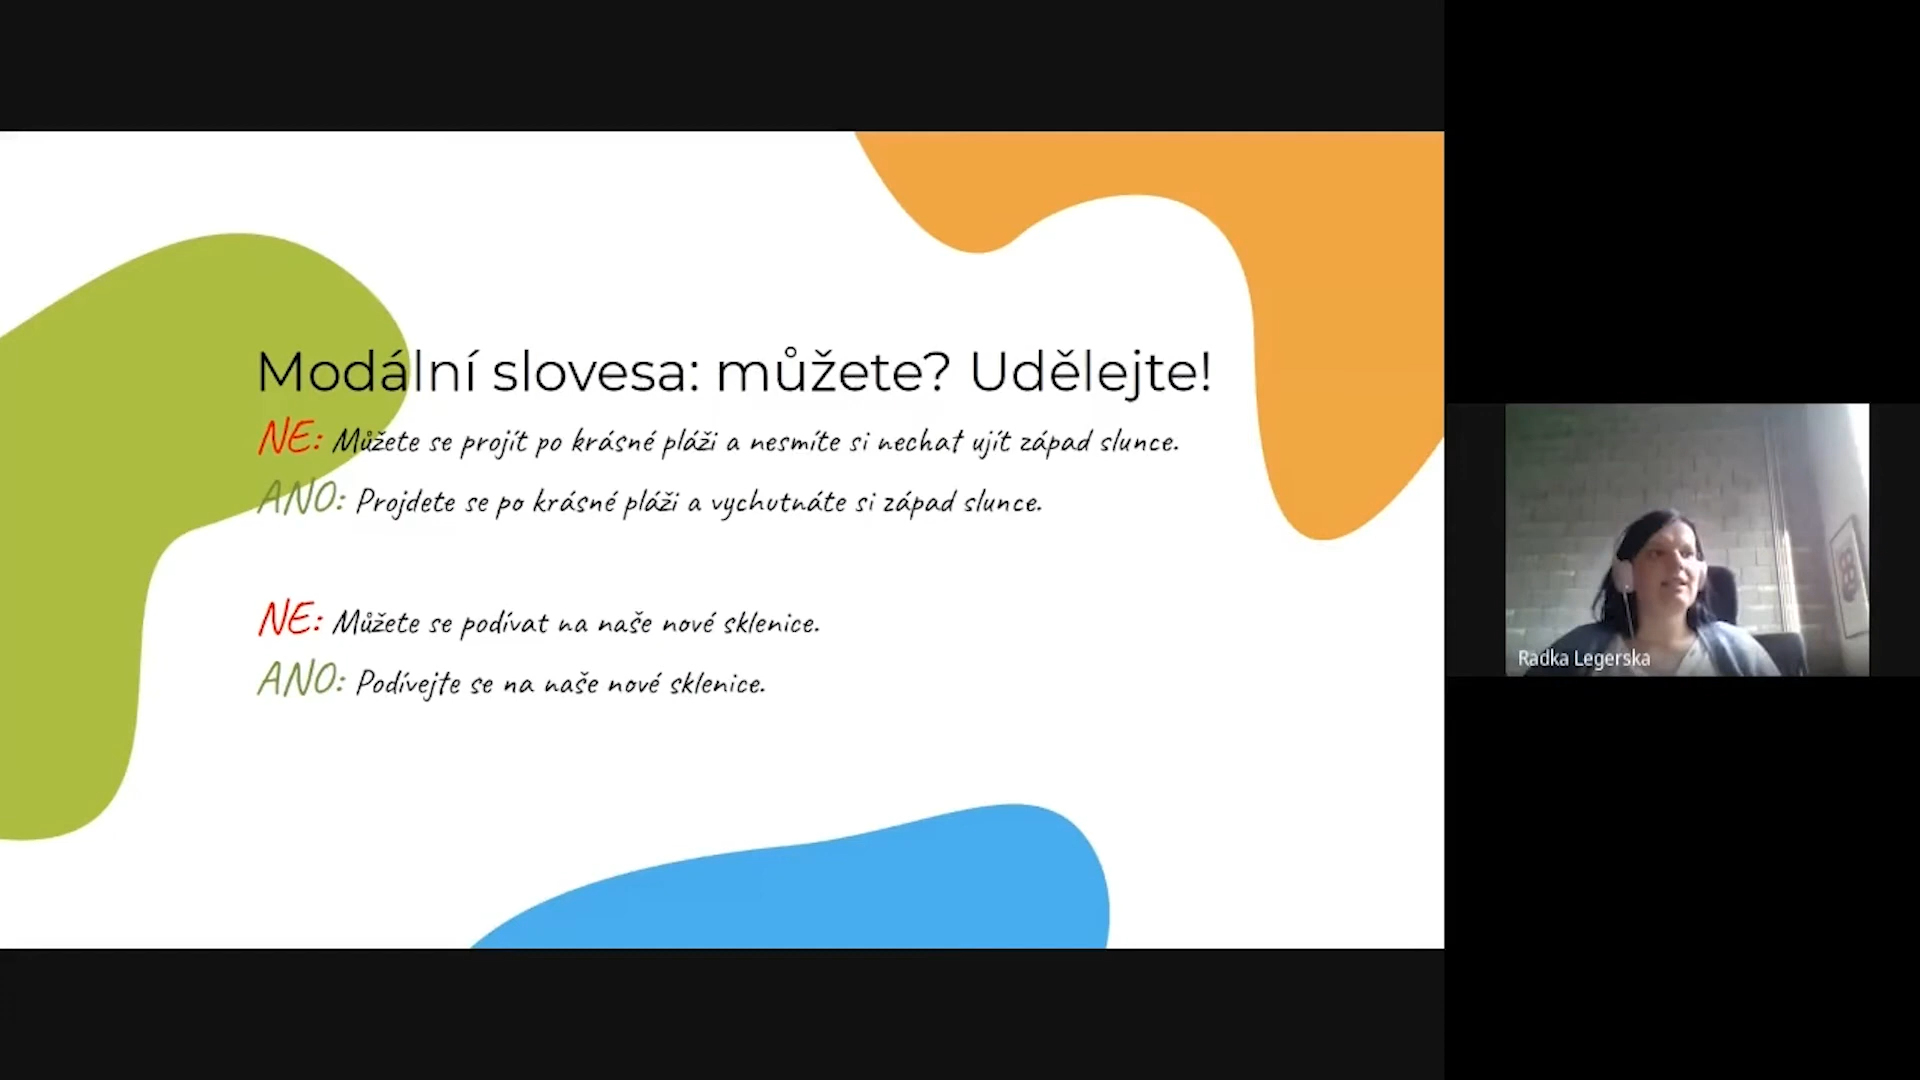 Modální slovesa: můžete? Udělejte!
NE: Můžete se projít po krásné pláži a nesmíte si nechat ujít západ slunce.
ANO: Projdete se po krásné pláži a vychutnáte si západ slunce.
NE: Můžete se podívat na naše nové sklenice.
ANO: Podívejte se na naše nové sklenice.
Radka Legerska